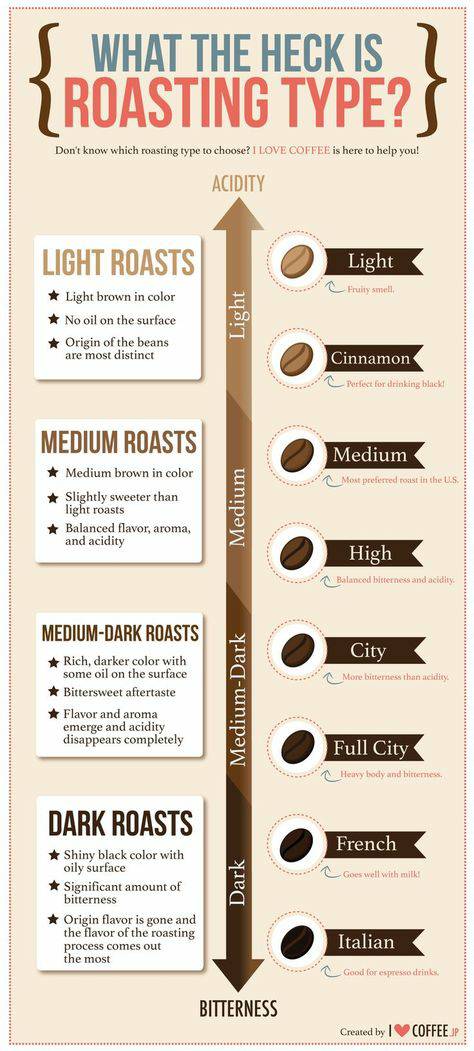 WHAT THE HECK IS
ROASTING TYPE?
Don't know which roasting type to choose? I LOVE COFFEE is here to help you!
ACIDITY
LIGHT ROASTS
Light brown in color
No oil on the surface
Origin of the beans
are most distinct
Light
Light
Fruity smell.
Cinnamon
Perfect for drinking black!
MEDIUM ROASTS
Medium brown in color
Slightly sweeter than
light roasts
Balanced flavor, aroma,
and acidity
Medium
Medium
Most preferred roast in the U.S.
High
Balanced bitterness and acidity.
MEDIUM-DARK ROASTS
Rich, darker color with
some oil on the surface
Bittersweet aftertaste
Flavor and aroma
emerge and acidity
disappears completely
Medium-Dark
City
More bitterness than acidity.
Full City
Heavy body and bitterness.
DARK ROASTS
Shiny black color with
oily surface
Significant amount of
bitterness
Origin flavor is gone and
the flavor of the roasting
process comes out
the most
Dark
French
Goes well with milk!
Italian
Good for espresso drinks.
BITTERNESS
Created by I ♥ COFFEE.JP